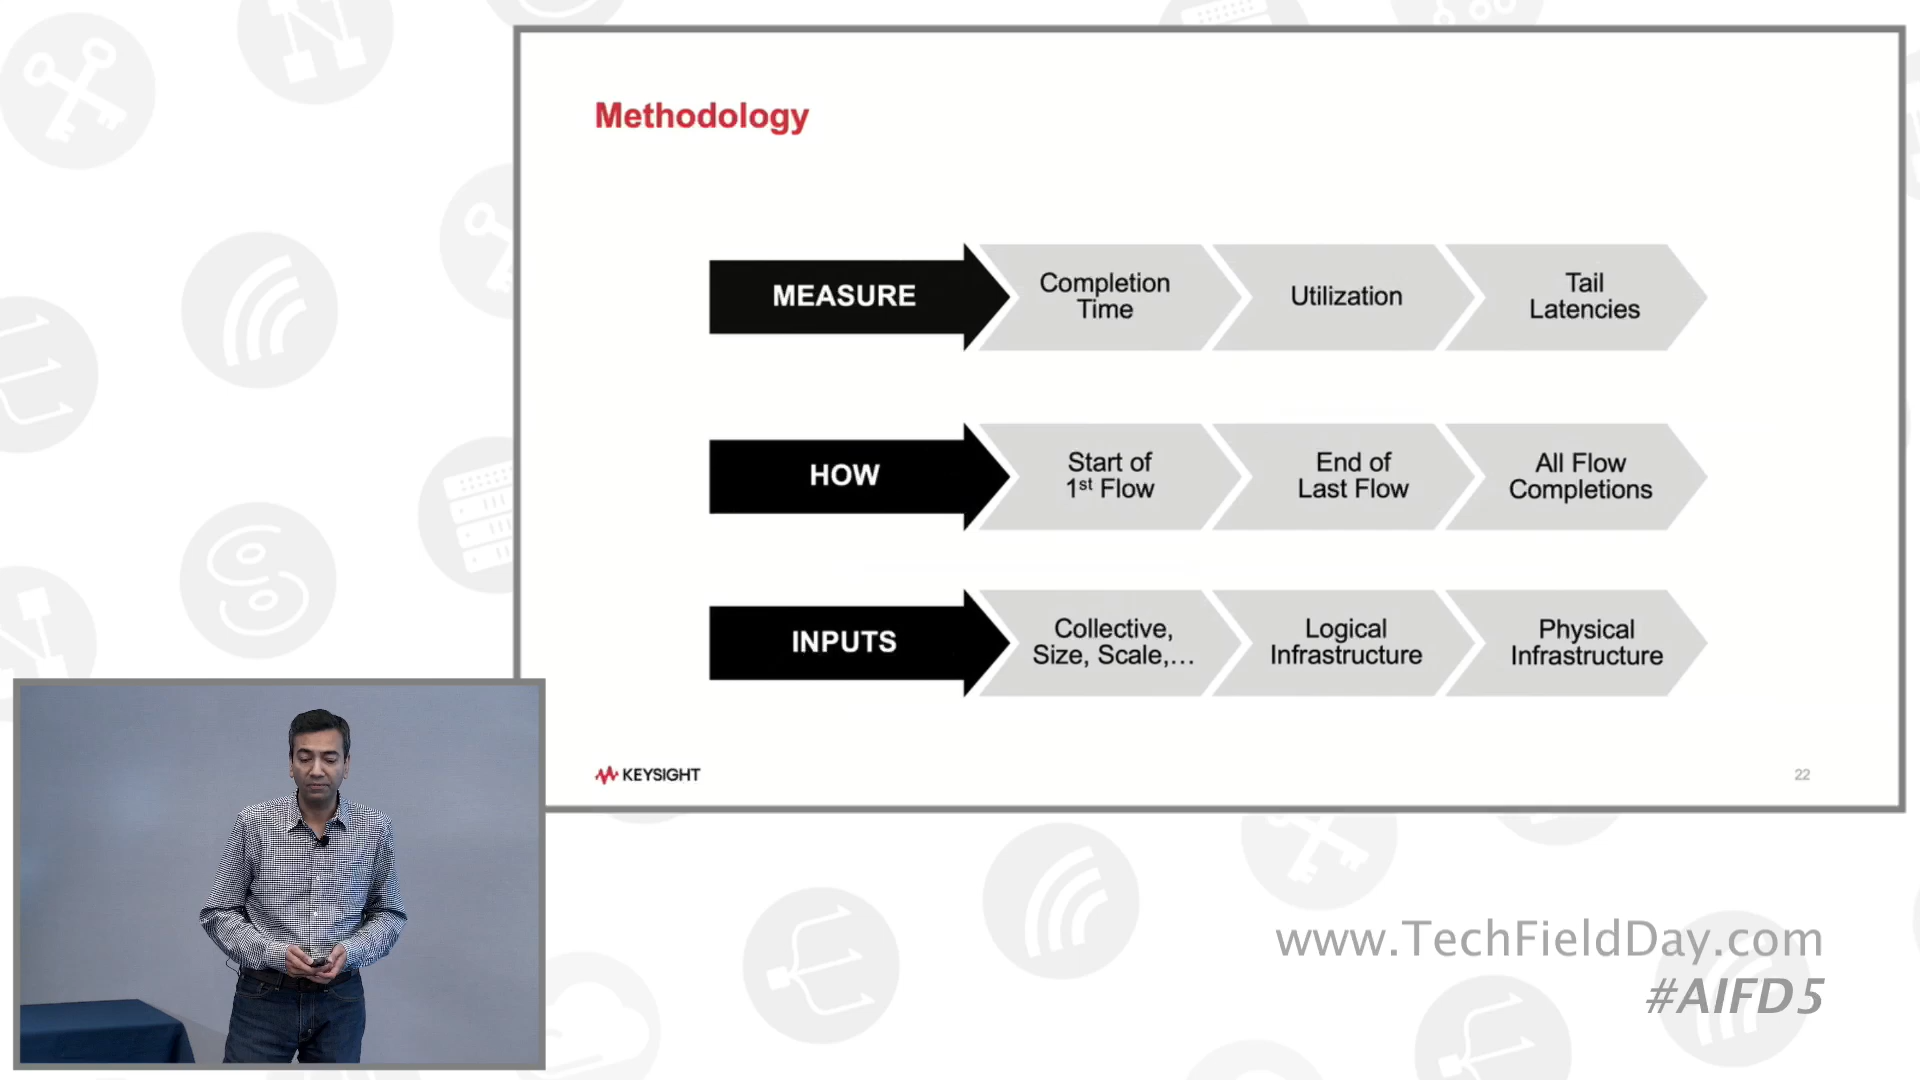 Methodology
MEASURE
Completion
Time
Utilization
Tail
Latencies
HOW
Start of
1st Flow
End of
Last Flow
All Flow
Completions
INPUTS
Collective,
Size, Scale,...
Logical
Infrastructure
Physical
Infrastructure
KEYSIGHT
22
www.TechFieldDay.com
#AIFD5